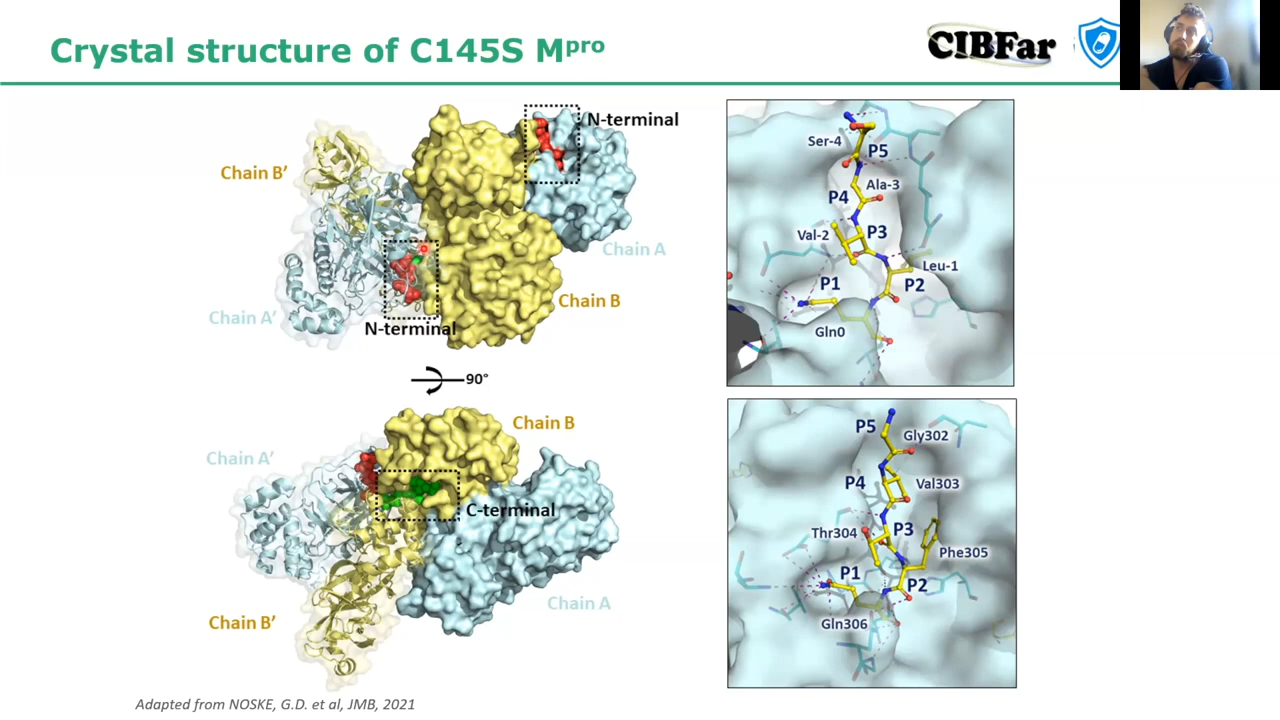 Crystal structure of C145S Mᵖʳᵒ
CIBFar
N-terminal
Chain B’
Chain A
Chain B
Chain A’
N-terminal
90°
Chain B
Chain A’
C-terminal
Chain A
Chain B’
Ser-4
P5
Ala-3
P4
Val-2
P3
Leu-1
P1
P2
Gln0
P5
Gly302
P4
Val303
Thr304
P3
Phe305
P1
P2
Gln306
Adapted from NOSKE, G.D. et al, JMB, 2021